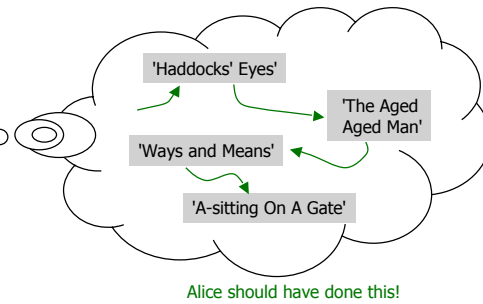 'Haddocks' Eyes'
'The Aged
Aged Man'
'Ways and Means'
'A-sitting On A Gate'
Alice should have done this!